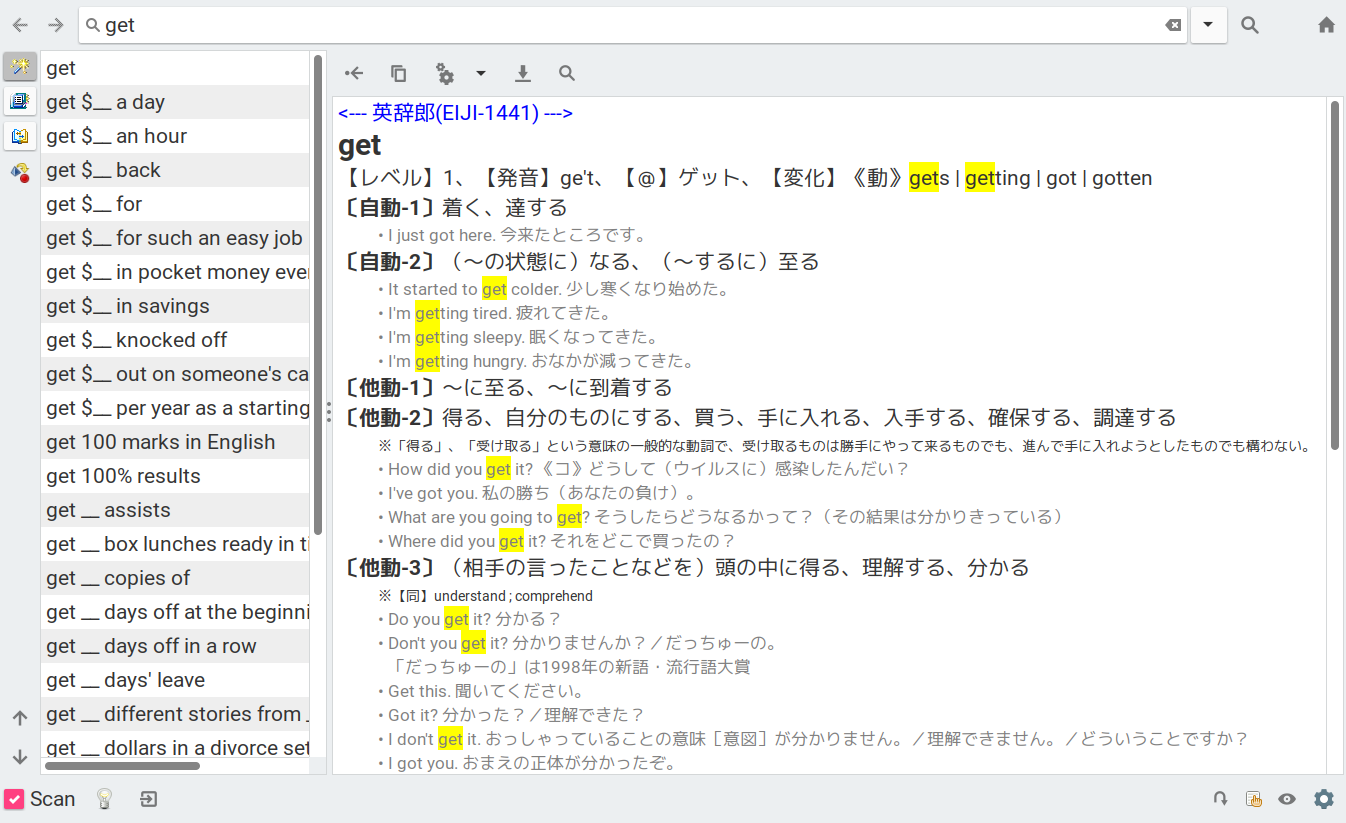 get
get
get $__ a day
get $__ an hour
get $__ back
get $__ for
get $__ for such an easy job
get $__ in pocket money ever
get $__ in savings
get $__ knocked off
get $__ out on someone's ca
get $__ per year as a starting
get 100 marks in English
get 100% results
get __ assists
get __ box lunches ready in ti
get __ copies of
get __ days off at the beginni
get __ days off in a row
get __ days' leave
get __ different stories from _
get __ dollars in a divorce set
<--- 英辞郎(EIJI-1441) --->
get
【レベル】1、【発音】ge't、【@】ゲット、【変化】《動》gets | getting | got | gotten
〔自動-1〕着く、達する
・I just got here. 今来たところです。
〔自動-2〕（～の状態に）なる、（～するに）至る
・It started to get colder. 少し寒くなり始めた。
・I'm getting tired. 疲れてきた。
・I'm getting sleepy. 眠くなってきた。
・I'm getting hungry. おなかが減ってきた。
〔他動-1〕～に至る、～に到着する
〔他動-2〕得る、自分のものにする、買う、手に入れる、入手する、確保する、調達する
※「得る」、「受け取る」という意味の一般的な動詞で、受け取るものは勝手にやって来るものでも、進んで手に入れようとしたものでも構わない。
・How did you get it? 《コ》どうして（ウイルスに）感染したんだい？
・I've got you. 私の勝ち（あなたの負け）。
・What are you going to get? そうしたらどうなるかって？（その結果は分かりきっている）
・Where did you get it? それをどこで買ったの？
〔他動-3〕（相手の言ったことなどを）頭の中に得る、理解する、分かる
※【同】understand ; comprehend
・Do you get it? 分かる？
・Don't you get it? 分かりませんか？／だっちゅーの。
「だっちゅーの」は1998年の新語・流行語大賞
・Get this. 聞いてください。
・Got it? 分かった？／理解できた？
・I don't get it. おっしゃっていることの意味［意図］が分かりません。／理解できません。／どういうことですか？
・I got you. おまえの正体が分かったぞ。
Scan